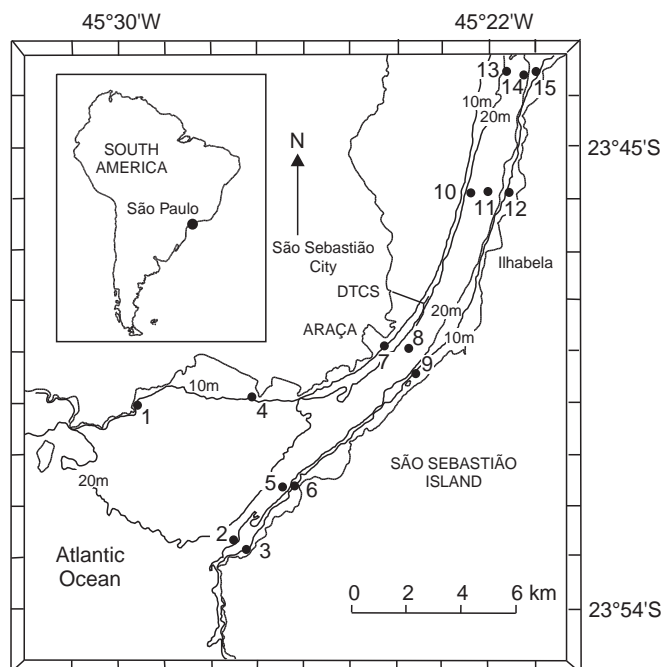 45°30'W
45°22'W
SOUTH
AMERICA
São Paulo
N
São Sebastião
City
13
14
15
10m
20m
23°45'S
10
11
12
Ilhabela
DTCS
20m
10m
ARAÇA
7
8
9
10m
1
4
SÃO SEBASTIÃO
ISLAND
20m
5
6
2
3
Atlantic
Ocean
0 2 4 6 km
23°54'S